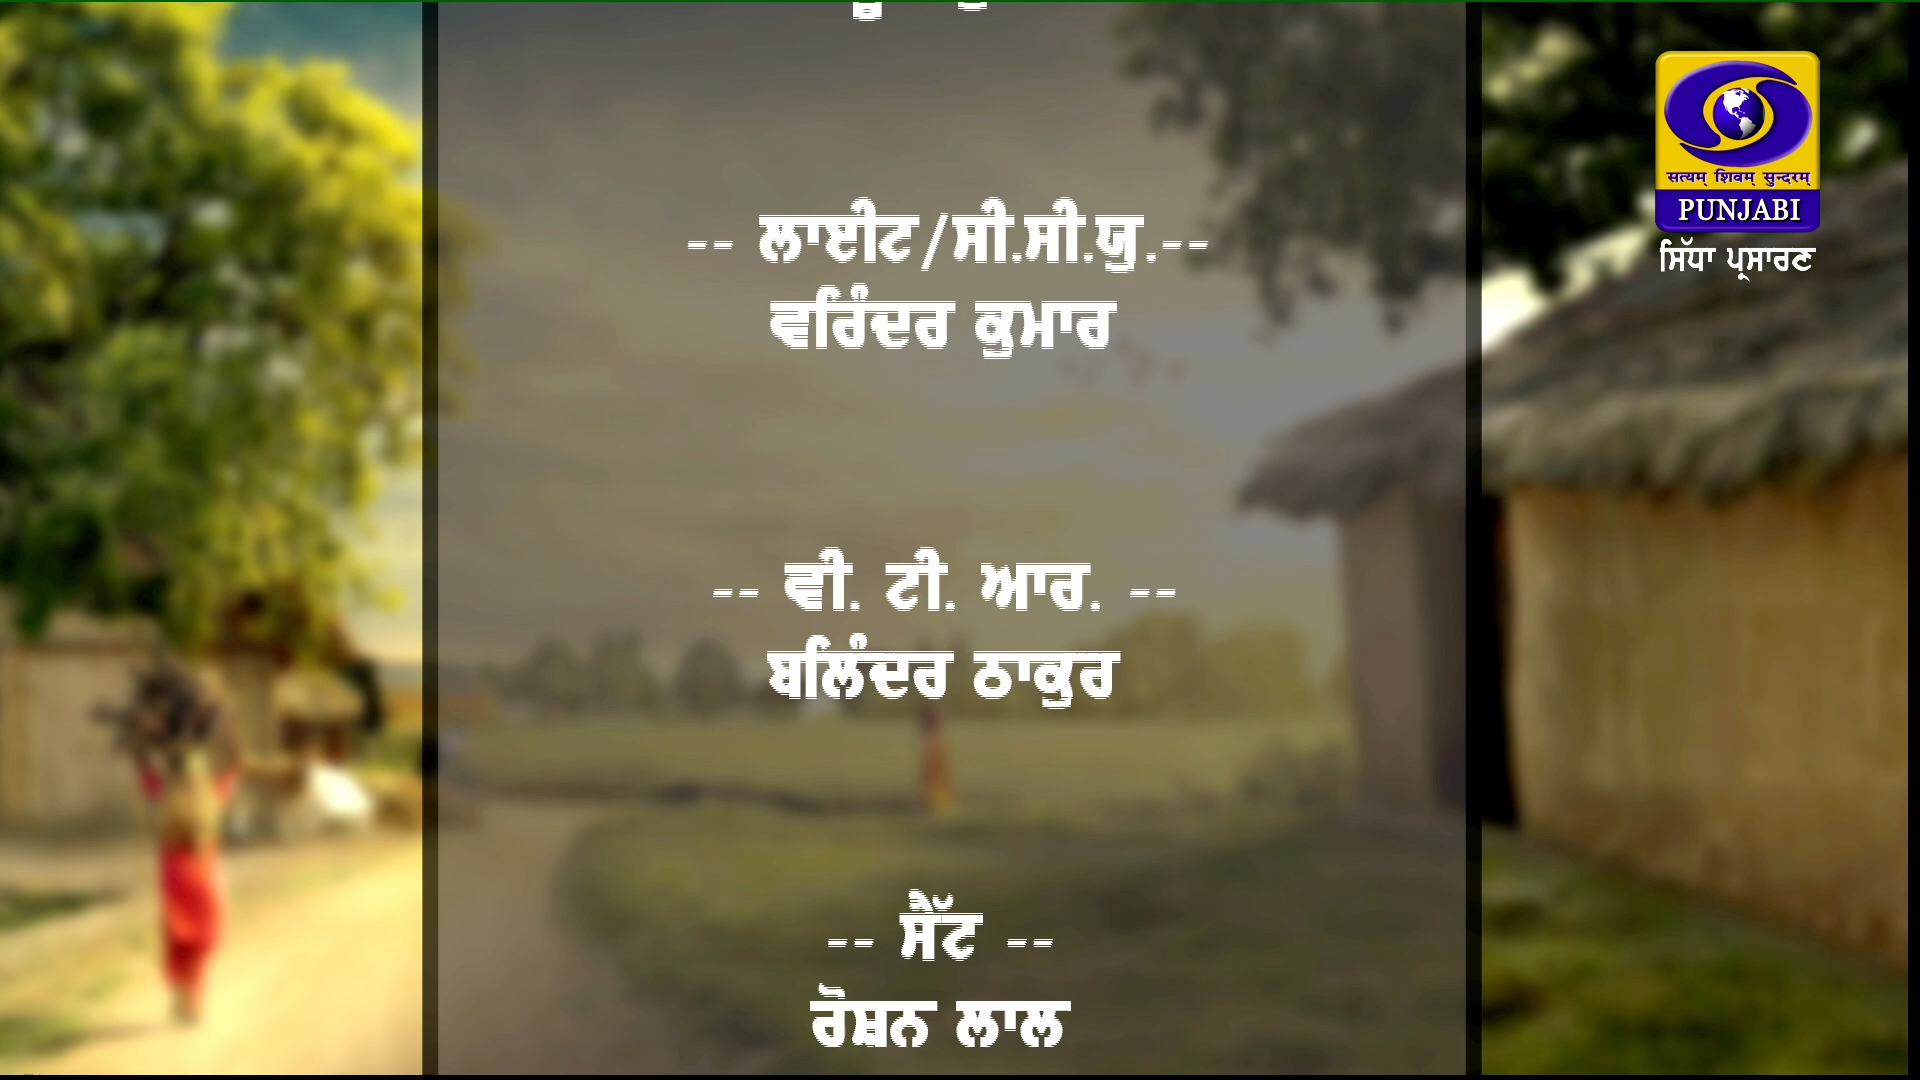 -- ਲਾਈਟ/ਸੀ.ਸੀ.ਯੁ.--
ਵਰਿੰਦਰ ਕੁਮਾਰ
-- ਵੀ. ਟੀ. ਆਰ. --
ਬਲਿੰਦਰ ਠਾਕੁਰ
-- ਸੈੱਟ --
ਰੋਸ਼ਨ ਲਾਲ
सत्यम् शिवम् सुन्दरम्
PUNJABI
ਸਿੱਧਾ ਪ੍ਰਸਾਰਣ